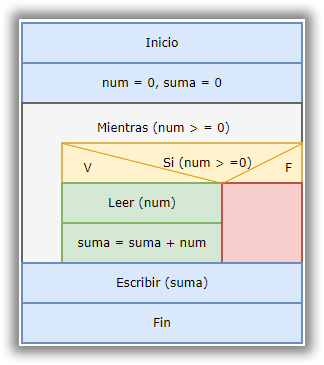 Inicio
num = 0, suma = 0
Mientras (num > = 0)
Si (num >=0)
V
F
Leer (num)
suma = suma + num
Escribir (suma)
Fin